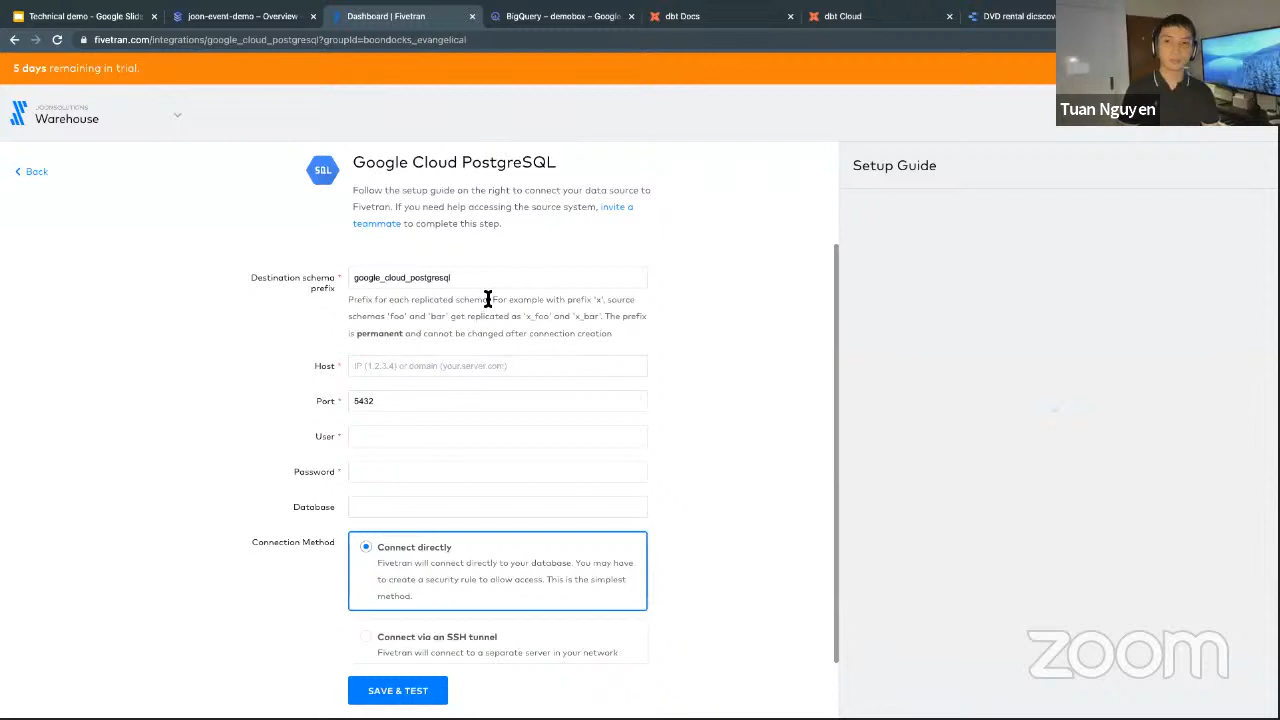 Technical demo - Google Slide
joon-event-demo – Overview
Dashboard | Fivetran
BigQuery – demobox – Google
dbt Docs
dbt Cloud
DVD rental dicscove
fivetran.com/integrations/google_cloud_postgresql?groupId=boondocks_evangelical
5 days remaining in trial.
JOONSOLUTIONS
Warehouse
Tuan Nguyen
Back
SQL
Google Cloud PostgreSQL
Follow the setup guide on the right to connect your data source to
Fivetran. If you need help accessing the source system, invite a
teammate to complete this step.
Setup Guide
Destination schema *
prefix
google_cloud_postgresql
Prefix for each replicated schema. For example with prefix 'x', source
schemas 'foo' and 'bar' get replicated as 'x_foo' and 'x_bar'. The prefix
is permanent and cannot be changed after connection creation
Host *
IP (1.2.3.4) or domain (your.server.com)
Port *
5432
User *
Password *
Database
Connection Method
Connect directly
Fivetran will connect directly to your database. You may have
to create a security rule to allow access. This is the simplest
method.
Connect via an SSH tunnel
Fivetran will connect to a separate server in your network
SAVE & TEST
zoom